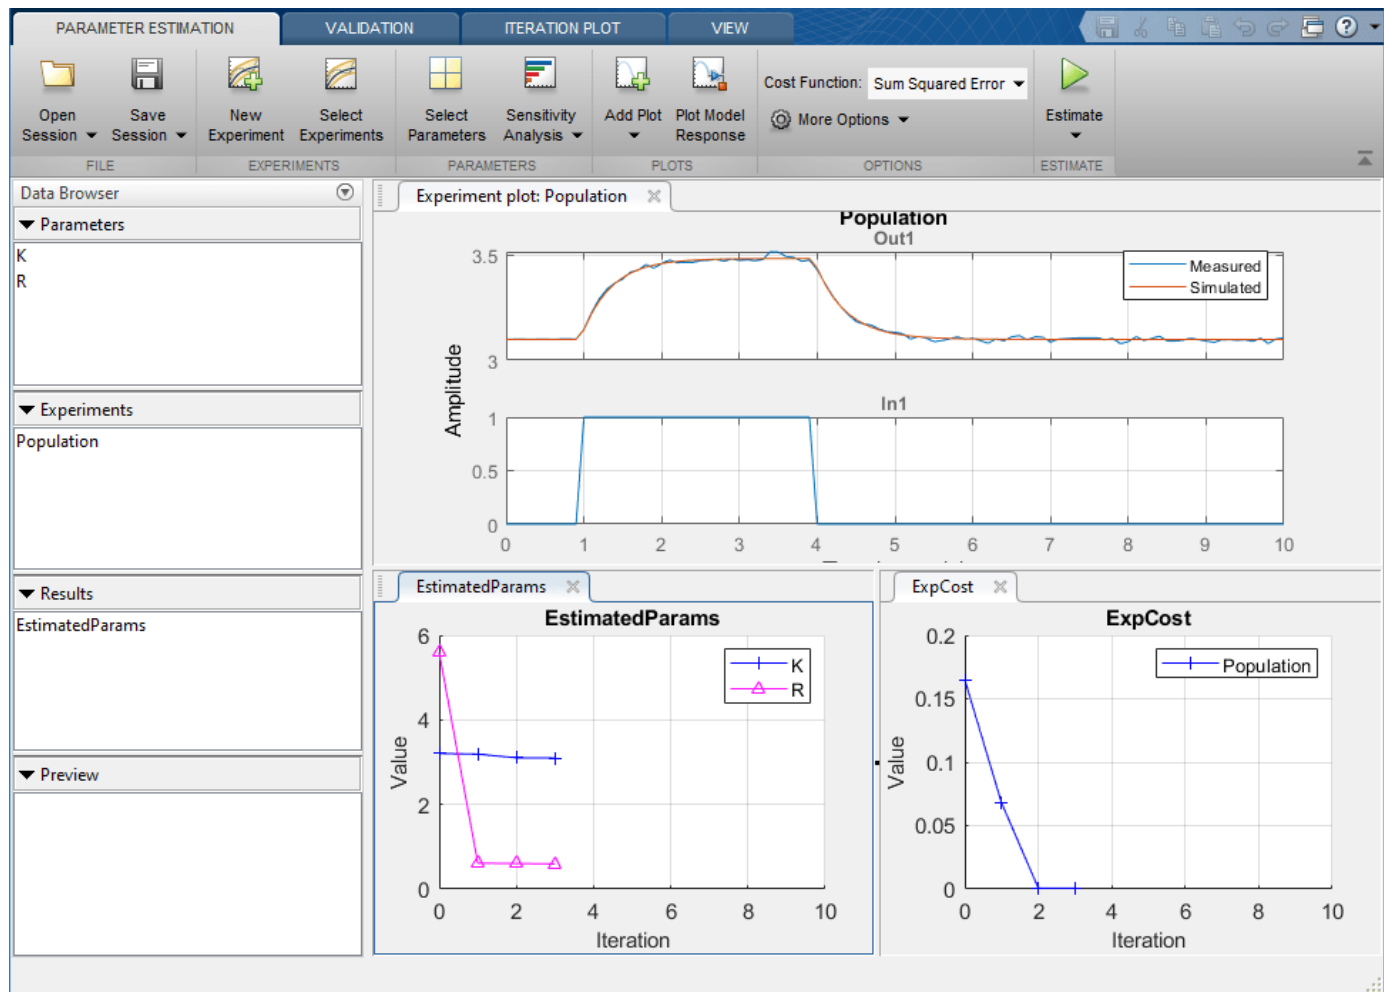 PARAMETER ESTIMATION VALIDATION ITERATION PLOT VIEW
Open Session Save Session New Experiment Select Experiments Select Parameters Sensitivity Analysis Add Plot Plot Model Response
Cost Function: Sum Squared Error
More Options
Estimate
FILE EXPERIMENTS PARAMETERS PLOTS OPTIONS ESTIMATE
Data Browser
Parameters
K
R
Experiments
Population
Results
EstimatedParams
Preview
Experiment plot: Population
Population
Out1
3.5
3
Measured
Simulated
Amplitude
In1
1
0.5
0
0 1 2 3 4 5 6 7 8 9 10
EstimatedParams
EstimatedParams
6
4
2
0
K
R
Value
0 2 4 6 8 10
Iteration
ExpCost
ExpCost
0.2
0.15
0.1
0.05
0
Population
Value
0 2 4 6 8 10
Iteration